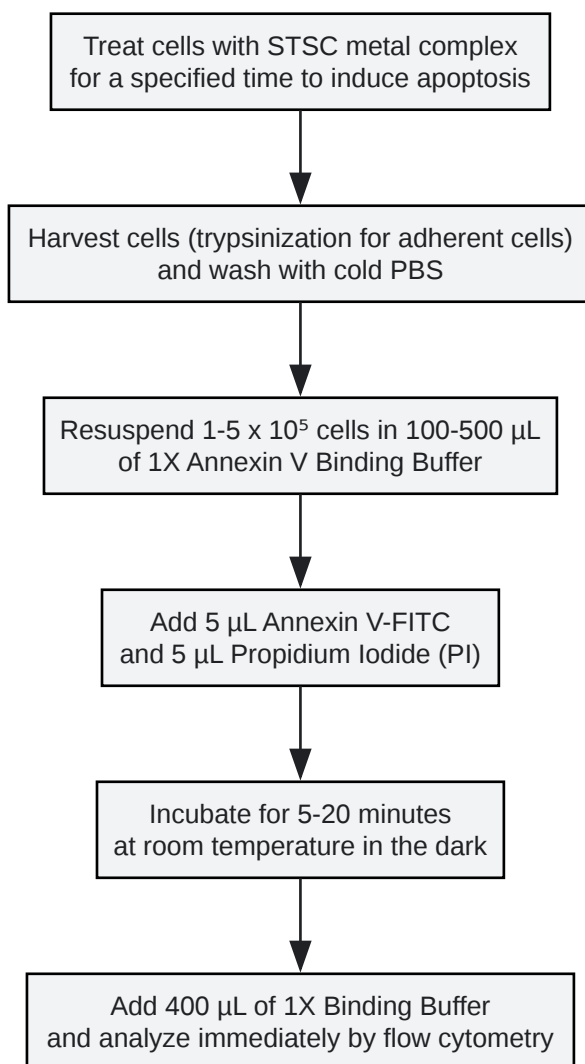 Treat cells with STSC metal complex
for a specified time to induce apoptosis
Harvest cells (trypsinization for adherent cells)
and wash with cold PBS
Resuspend 1-5 x 10⁵ cells in 100-500 µL
of 1X Annexin V Binding Buffer
Add 5 µL Annexin V-FITC
and 5 µL Propidium Iodide (PI)
Incubate for 5-20 minutes
at room temperature in the dark
Add 400 µL of 1X Binding Buffer
and analyze immediately by flow cytometry